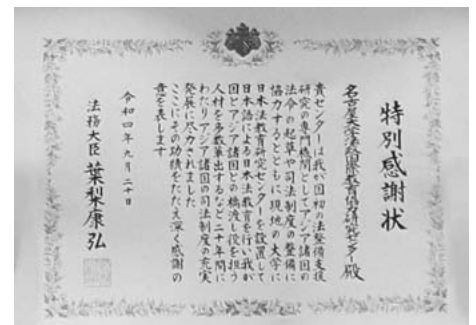 特別感謝状
名古屋大学法政国際教育協力研究センター殿
貴センターは我が国初の法整備支援
研究の専門機関としてアジア諸国の
法令の起草や司法制度の整備に
協力するとともに現地の大学に
日本法教育研究センターを設置して
日本語による日本法教育を行い我が
国とアジア諸国との橋渡し役を担う
人材を多数輩出するなど二十年間に
わたりアジア諸国の司法制度の充実
発展に尽力されました
ここにその功績をたたえ深く感謝の
意を表します
令和四年九月二十日
法務大臣 葉梨康弘